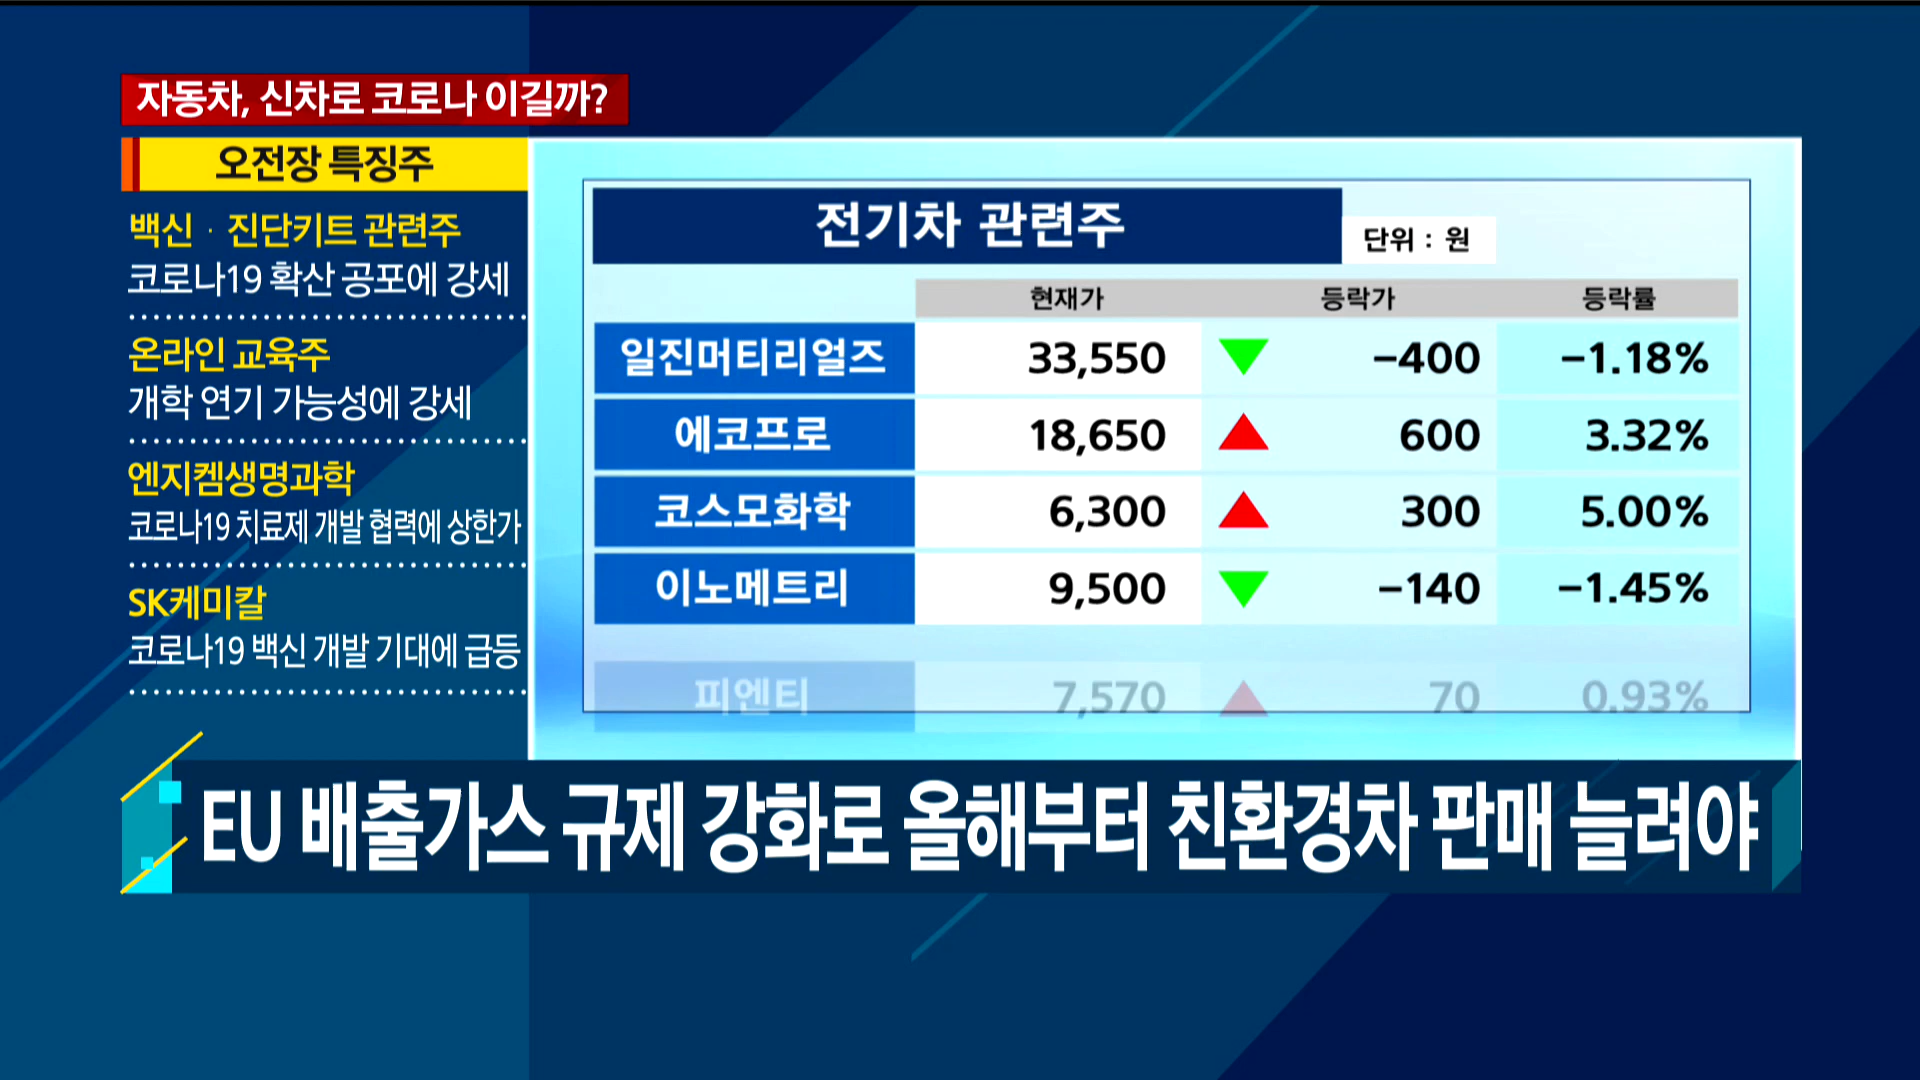 자동차, 신차로 코로나 이길까?
오전장 특징주
백신 · 진단키트 관련주
코로나19 확산 공포에 강세
온라인 교육주
개학 연기 가능성에 강세
엔지켐생명과학
코로나19 치료제 개발 협력에 상한가
SK케미칼
코로나19 백신 개발 기대에 급등
전기차 관련주
단위 : 원
현재가 등락가 등락률
일진머티리얼즈 33,550 ▼ -400 -1.18%
에코프로 18,650 ▲ 600 3.32%
코스모화학 6,300 ▲ 300 5.00%
이노메트리 9,500 ▼ -140 -1.45%
피엔티 7,570 ▲ 70 0.93%
EU 배출가스 규제 강화로 올해부터 친환경차 판매 늘려야